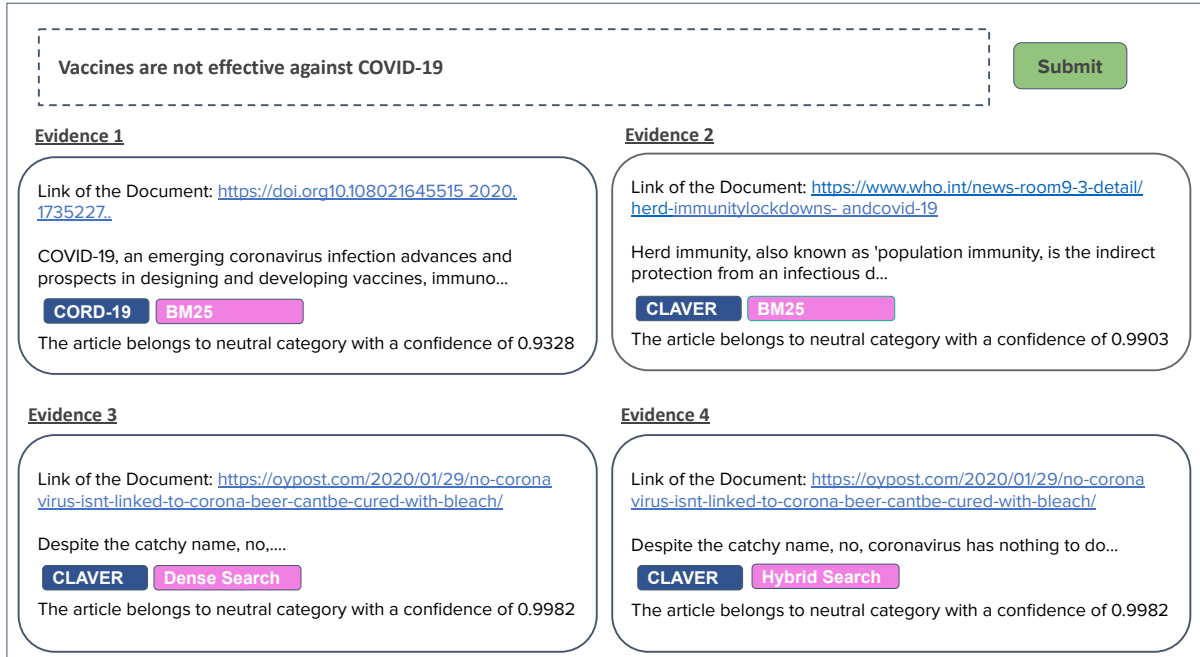 Vaccines are not effective against COVID-19
Submit
Evidence 1
Link of the Document: https://doi.org10.108021645515 2020.
1735227..
COVID-19, an emerging coronavirus infection advances and
prospects in designing and developing vaccines, immuno...
CORD-19 BM25
The article belongs to neutral category with a confidence of 0.9328
Evidence 2
Link of the Document: https://www.who.int/news-room9-3-detail/
herd-immunitylockdowns- andcovid-19
Herd immunity, also known as 'population immunity, is the indirect
protection from an infectious d...
CLAVER BM25
The article belongs to neutral category with a confidence of 0.9903
Evidence 3
Link of the Document: https://oypost.com/2020/01/29/no-corona
virus-isnt-linked-to-corona-beer-cantbe-cured-with-bleach/
Despite the catchy name, no,....
CLAVER Dense Search
The article belongs to neutral category with a confidence of 0.9982
Evidence 4
Link of the Document: https://oypost.com/2020/01/29/no-corona
virus-isnt-linked-to-corona-beer-cantbe-cured-with-bleach/
Despite the catchy name, no, coronavirus has nothing to do...
CLAVER Hybrid Search
The article belongs to neutral category with a confidence of 0.9982